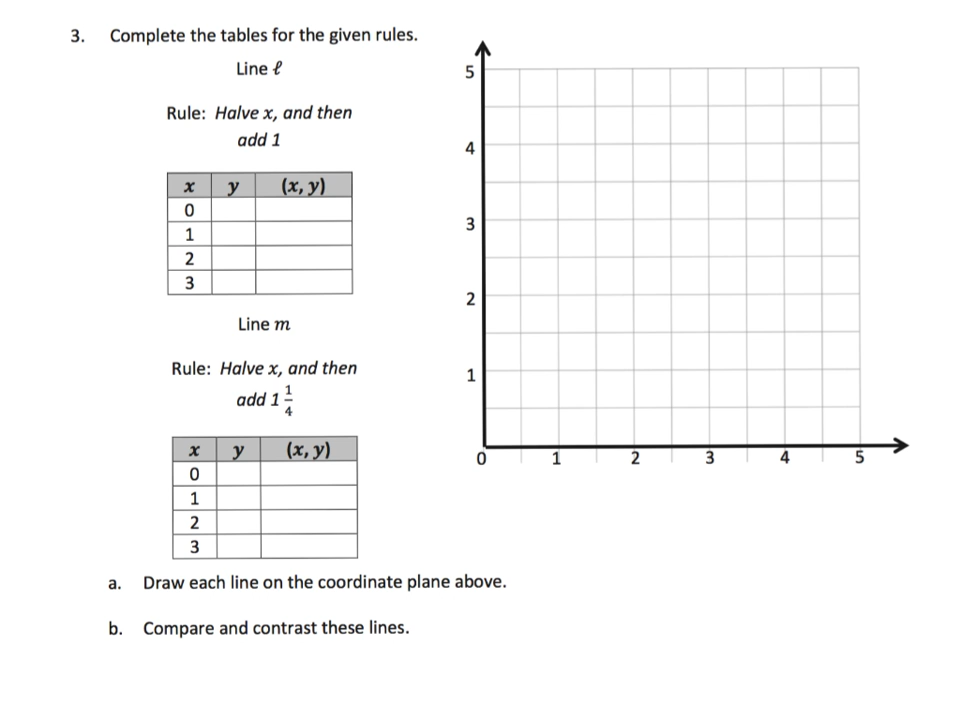 3. Complete the tables for the given rules.
Line ℓ
Rule: Halve x, and then
add 1
x y (x, y)
0
1
2
3
Line m
Rule: Halve x, and then
add 1 1/4
x y (x, y)
0
1
2
3
5
4
3
2
1
0 1 2 3 4 5
a. Draw each line on the coordinate plane above.
b. Compare and contrast these lines.